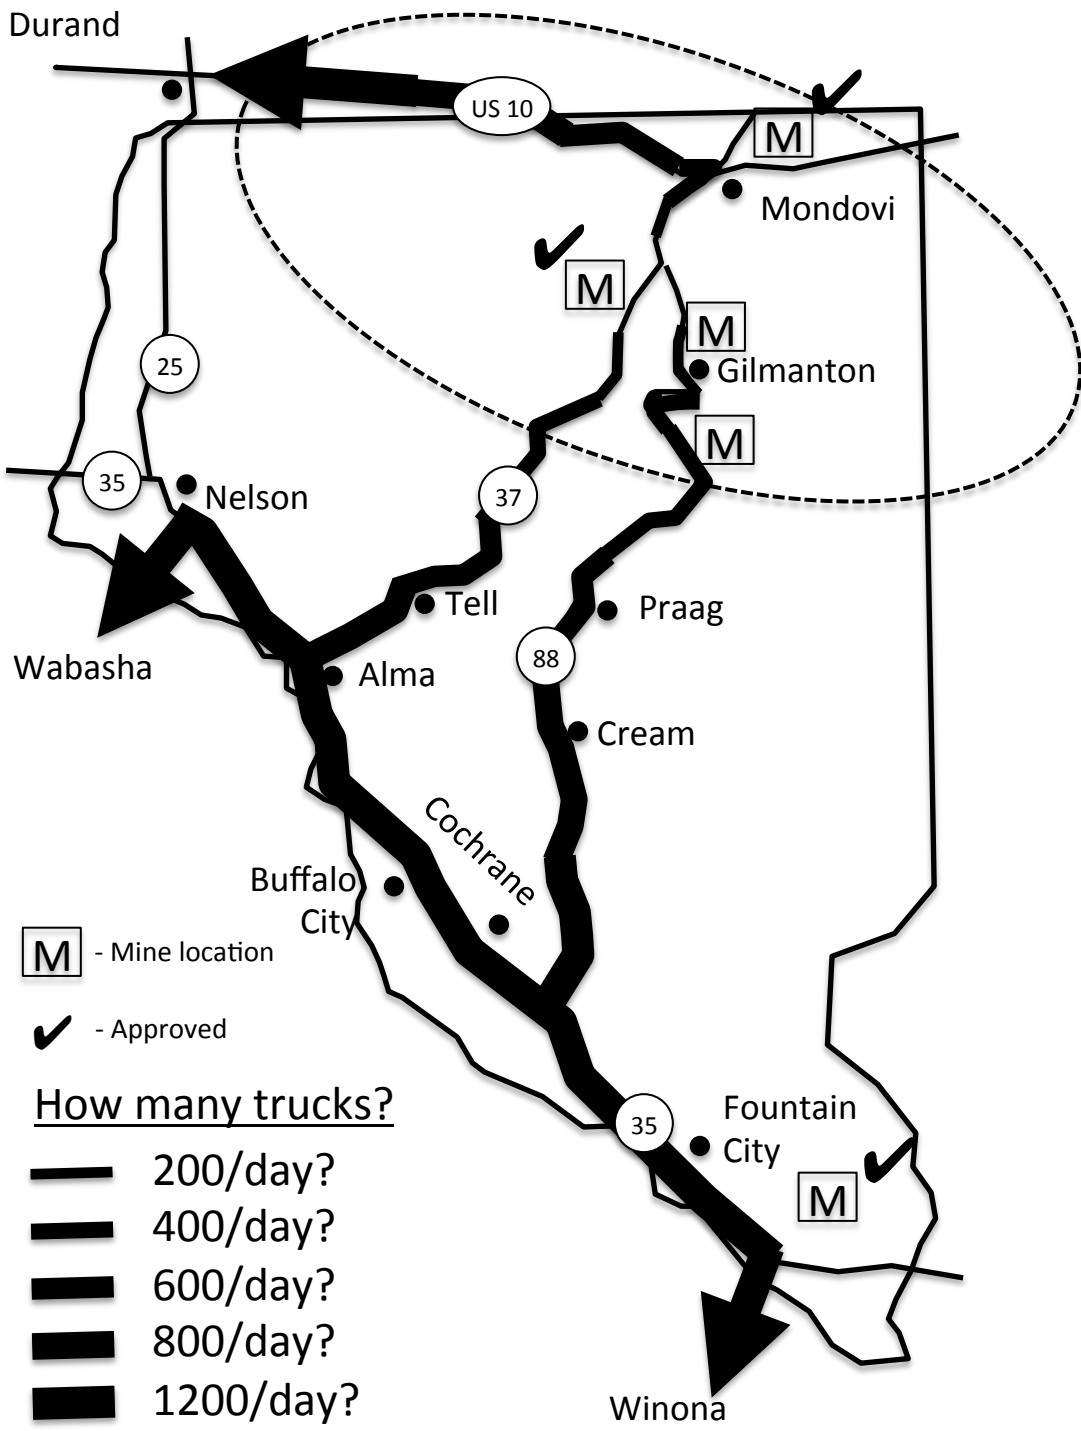 Durand
US 10
M
Mondovi
M
M
25
Gilmanton
M
35
Nelson
37
Tell
Praag
88
Wabasha
Alma
Cream
Cochrane
Buffalo
City
M - Mine location
- Approved
How many trucks?
Fountain
City
35
200/day?
M
400/day?
600/day?
800/day?
1200/day?
Winona